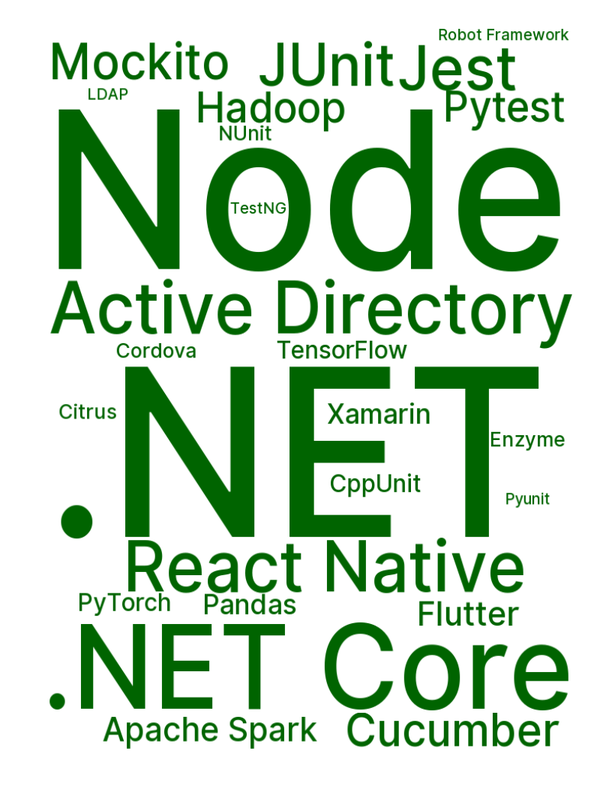 Robot Framework
Mockito JUnit Jest
LDAP
Hadoop Pytest
NUnit
Node
TestNG
Active Directory
Cordova TensorFlow
.NET
Citrus Xamarin
Enzyme
CppUnit
Pyunit
React Native
PyTorch Pandas
Flutter
.NET Core
Apache Spark Cucumber